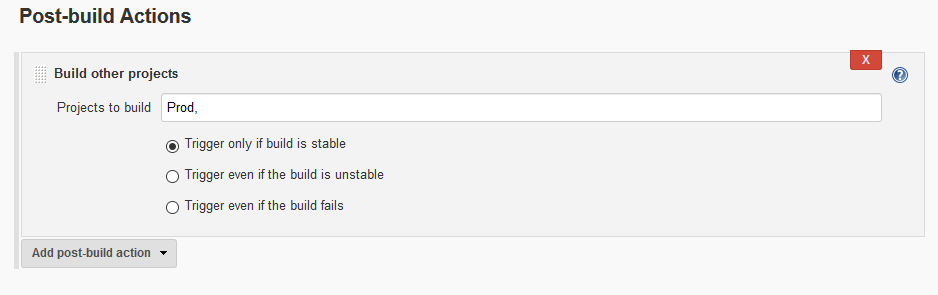 Post-build Actions
X
Build other projects
?
Projects to build Prod,
Trigger only if build is stable
Trigger even if the build is unstable
Trigger even if the build fails
Add post-build action